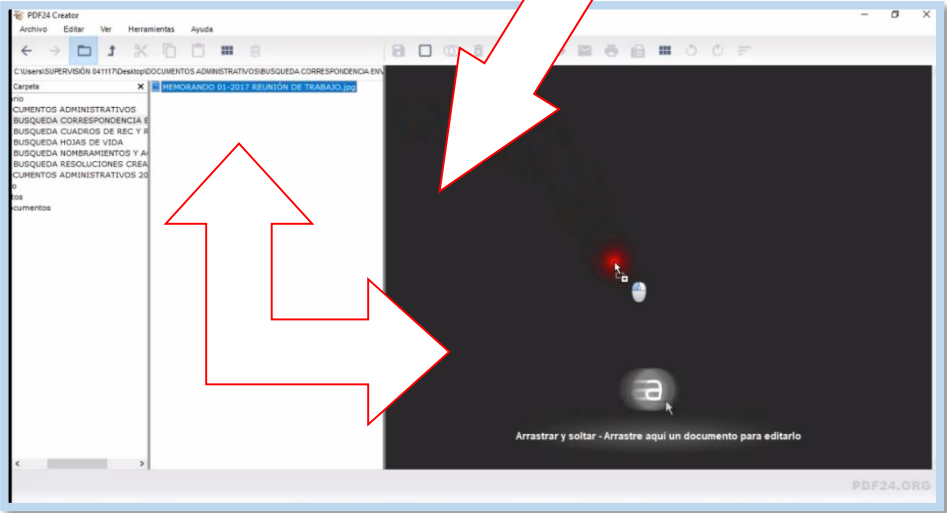 PDF24 Creator
Archivo Editar Ver Herramientas Ayuda
C:\Users\SUPERVISIÓN 041117\Desktop\DOCUMENTOS ADMINISTRATIVOS\BUSQUEDA CORRESPONDENCIA ENV
Carpeta
MEMORANDO 01-2017 REUNIÓN DE TRABAJO.jpg
rio
CUMENTOS ADMINISTRATIVOS
BUSQUEDA CORRESPONDENCIA E
BUSQUEDA CUADROS DE REC Y R
BUSQUEDA HOJAS DE VIDA
BUSQUEDA NOMBRAMIENTOS Y A
BUSQUEDA RESOLUCIONES CREA
CUMENTOS ADMINISTRATIVOS 20
o
tos
cumentos
Arrastrar y soltar - Arrastre aquí un documento para editarlo
PDF24.ORG